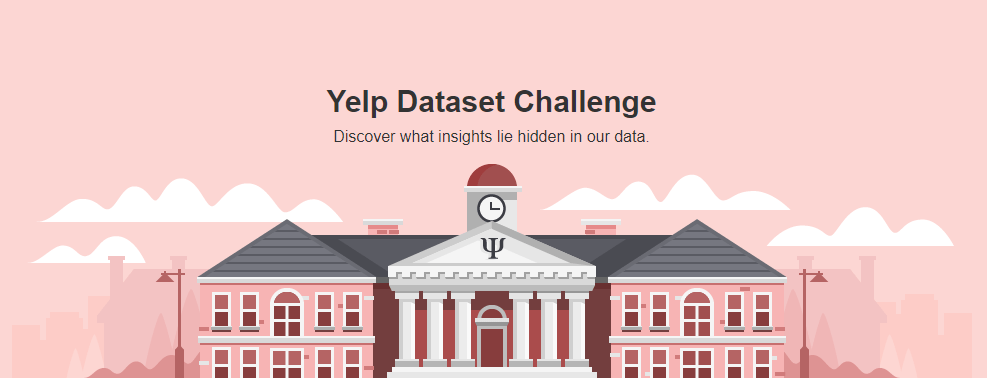 Yelp Dataset Challenge
Discover what insights lie hidden in our data.
Ψ